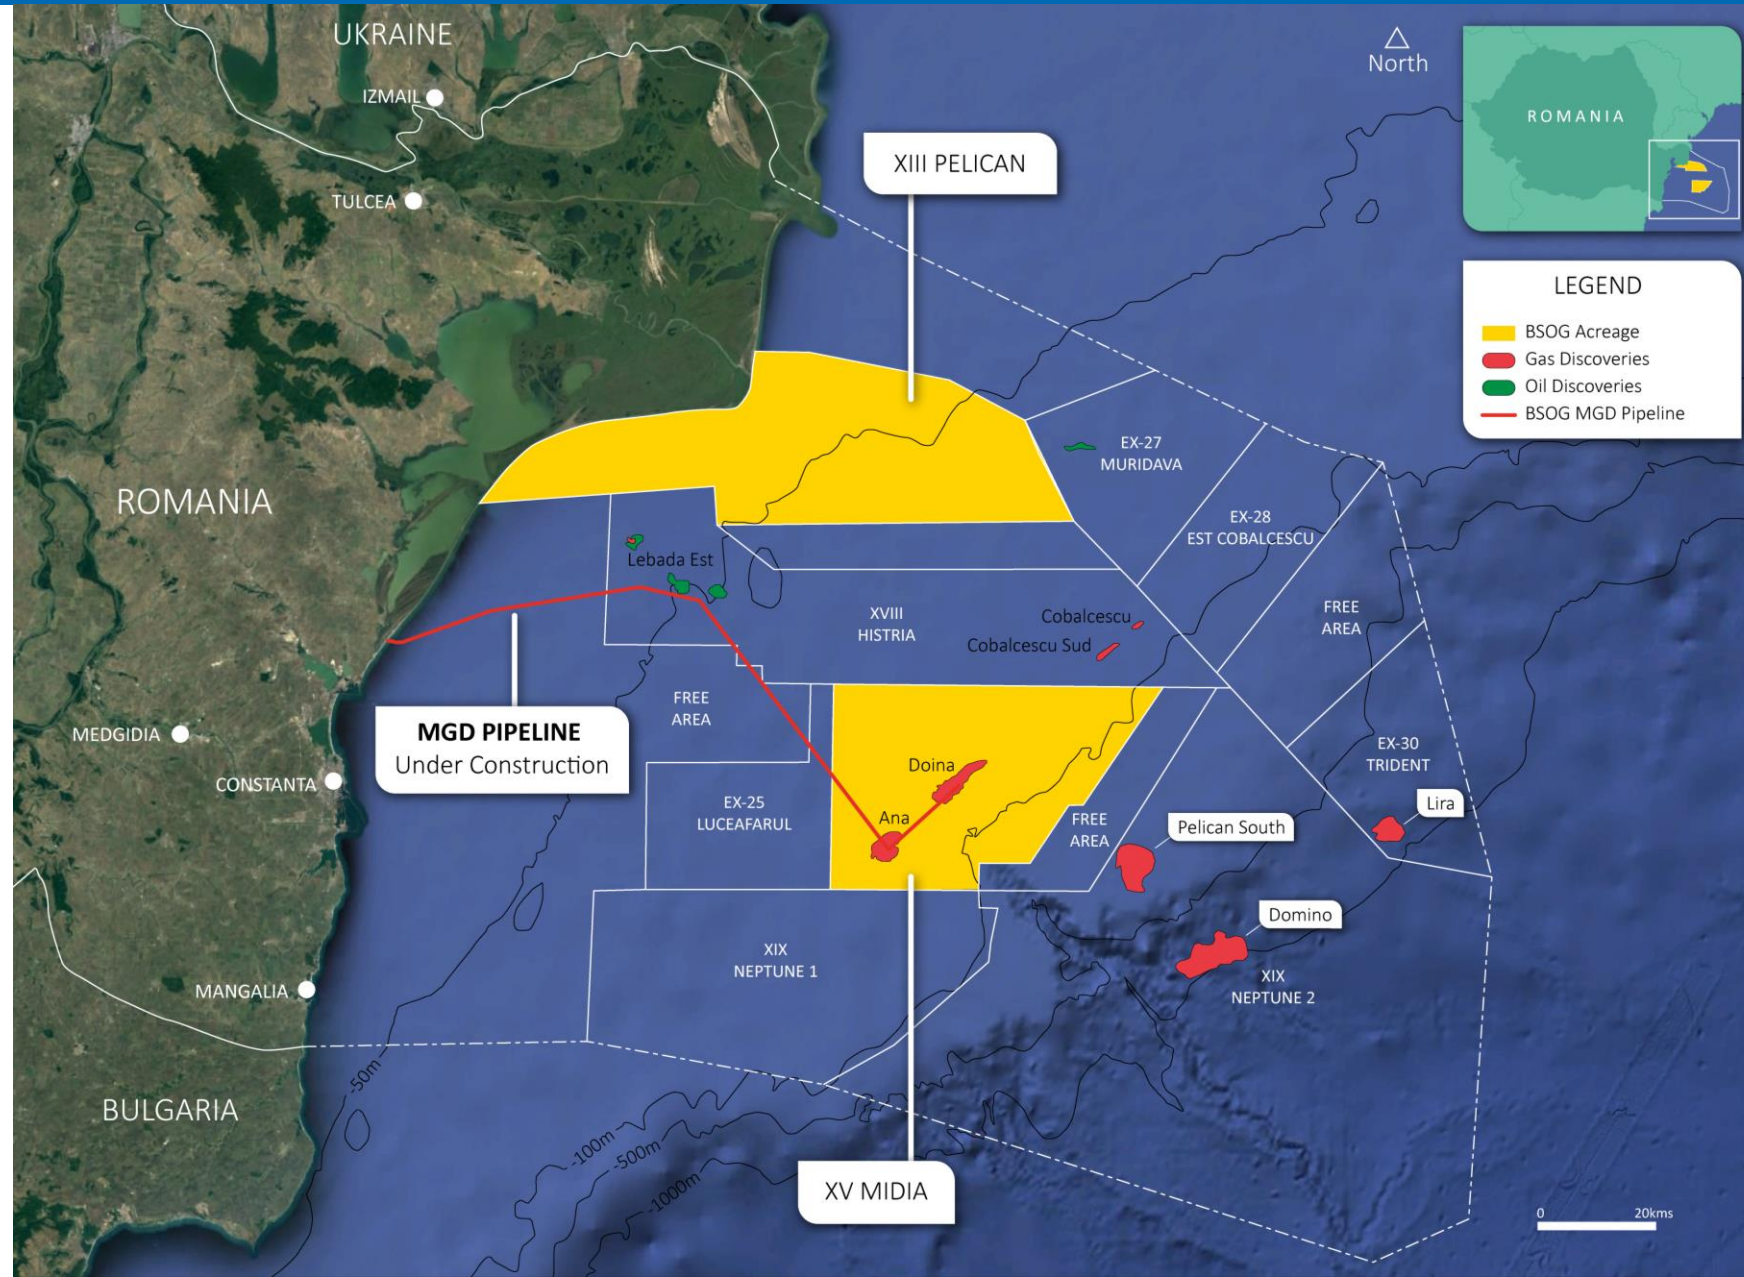 UKRAINE
IZMAIL
TULCEA
XIII PELICAN
North
ROMANIA
LEGEND
BSOG Acreage
Gas Discoveries
Oil Discoveries
BSOG MGD Pipeline
ROMANIA
EX-27
MURIDAVA
EX-28
EST COBALCESCU
Lebada Est
XVIII
HISTRIA
Cobalcescu
Cobalcescu Sud
FREE
AREA
FREE
AREA
MEDGIDIA
CONSTANTA
MGD PIPELINE
Under Construction
EX-25
LUCEAFARUL
Doina
Ana
FREE
AREA
EX-30
TRIDENT
Lira
Pelican South
Domino
XIX
NEPTUNE 1
XIX
NEPTUNE 2
MANGALIA
BULGARIA
-50m
-100m
-500m
-1000m
XV MIDIA
0 20kms